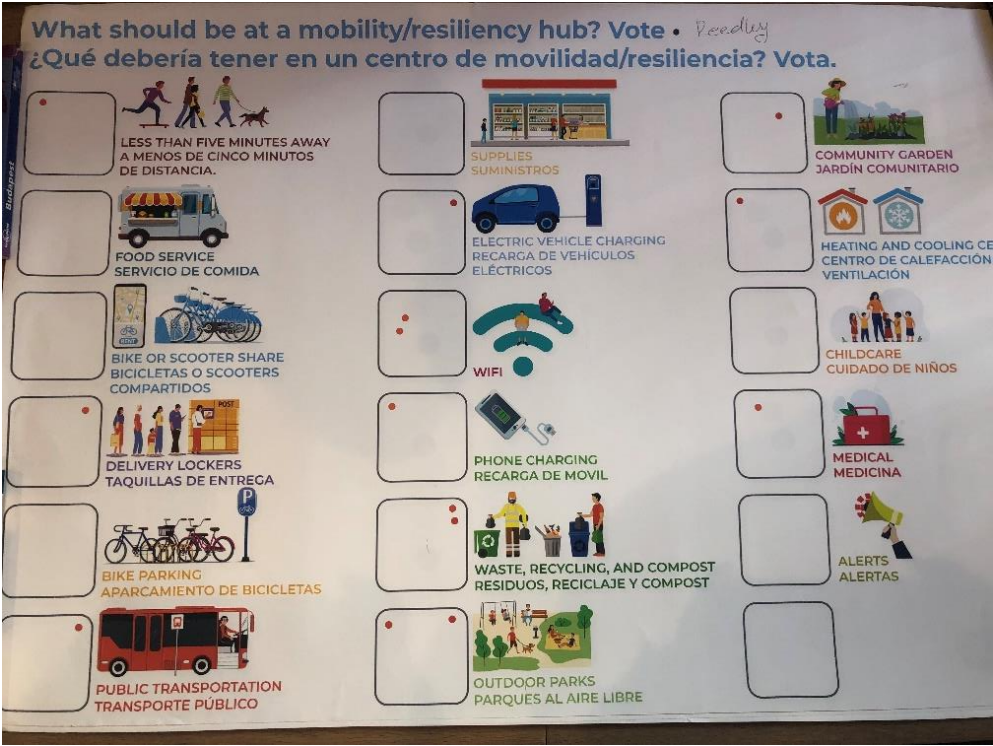 What should be at a mobility/resiliency hub? Vote • Reedley
¿Qué debería tener en un centro de movilidad/resiliencia? Vota.
LESS THAN FIVE MINUTES AWAY
A MENOS DE CINCO MINUTOS
DE DISTANCIA.
FOOD SERVICE
SERVICIO DE COMIDA
RENT
BIKE OR SCOOTER SHARE
BICICLETAS O SCOOTERS
COMPARTIDOS
POST
DELIVERY LOCKERS
TAQUILLAS DE ENTREGA
P
BIKE PARKING
APARCAMIENTO DE BICICLETAS
PUBLIC TRANSPORTATION
TRANSPORTE PÚBLICO
SUPPLIES
SUMINISTROS
ELECTRIC VEHICLE CHARGING
RECARGA DE VEHÍCULOS
ELÉCTRICOS
WIFI
PHONE CHARGING
RECARGA DE MOVIL
WASTE, RECYCLING, AND COMPOST
RESIDUOS, RECICLAJE Y COMPOST
OUTDOOR PARKS
PARQUES AL AIRE LIBRE
COMMUNITY GARDEN
JARDÍN COMUNITARIO
HEATING AND COOLING CE
CENTRO DE CALEFACCIÓN
VENTILACIÓN
CHILDCARE
CUIDADO DE NIÑOS
MEDICAL
MEDICINA
ALERTS
ALERTAS
Budapest